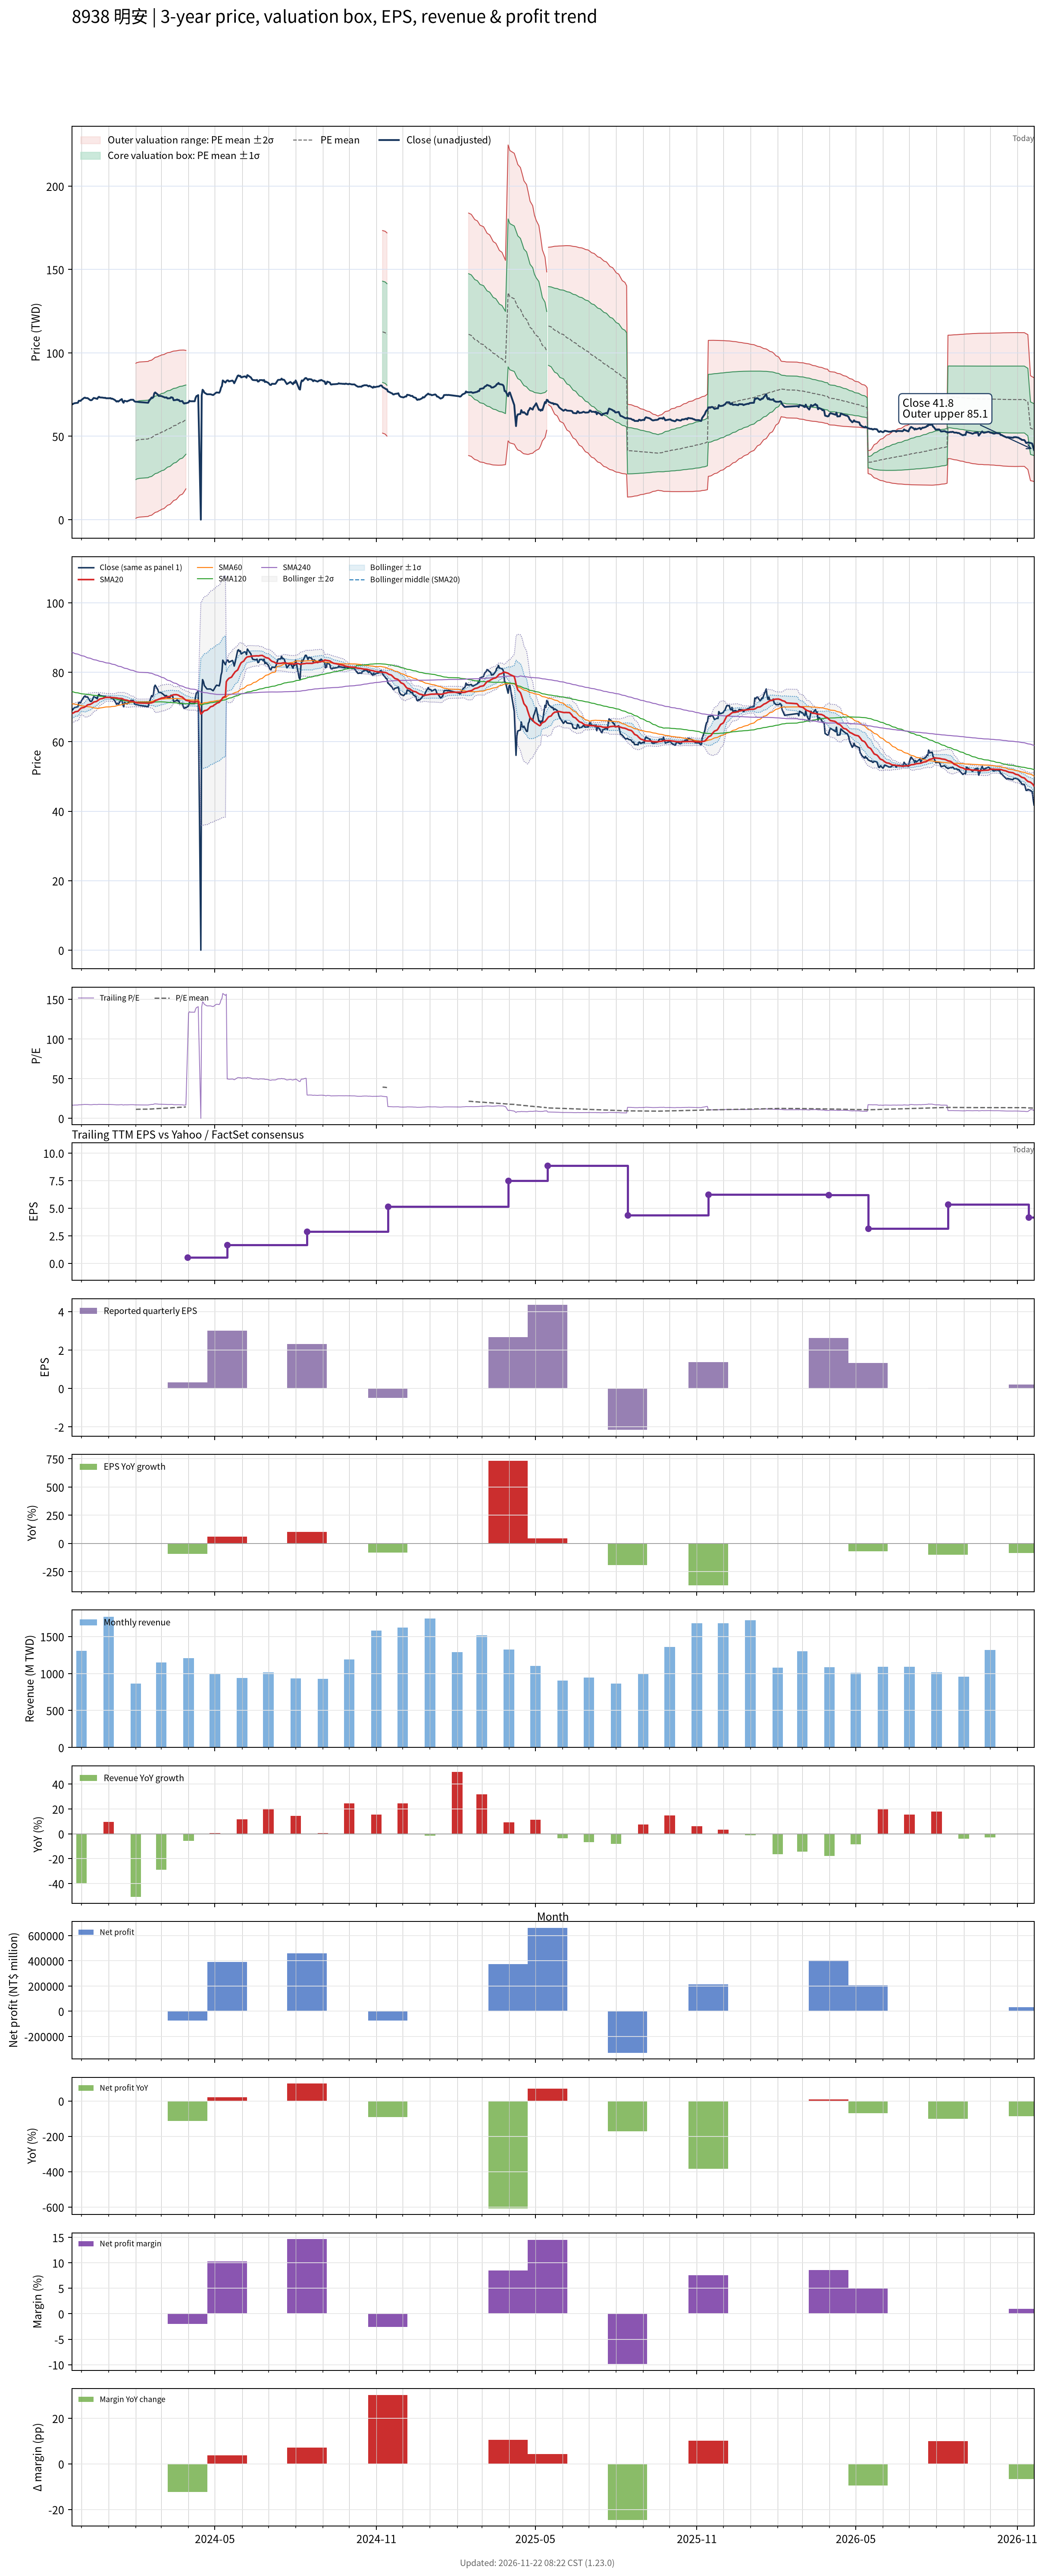 8938 明安 | 3-year price, valuation box, EPS, revenue & profit trend
Outer valuation range: PE mean ±2σ
PE mean
Close (unadjusted)
Core valuation box: PE mean ±1σ
Today
Price (TWD)
200
150
100
50
0
Close 41.8
Outer upper 85.1
Close (same as panel 1)
SMA20
SMA60
SMA120
SMA240
Bollinger ±2σ
Bollinger ±1σ
Bollinger middle (SMA20)
Price
100
80
60
40
20
0
Trailing P/E
P/E mean
P/E
150
100
50
0
Trailing TTM EPS vs Yahoo / FactSet consensus
Today
EPS
10.0
7.5
5.0
2.5
0.0
Reported quarterly EPS
EPS
4
2
0
-2
EPS YoY growth
YoY (%)
750
500
250
0
-250
Monthly revenue
Revenue (M TWD)
1500
1000
500
0
Revenue YoY growth
YoY (%)
40
20
0
-20
-40
Month
Net profit
Net profit (NT$ million)
600000
400000
200000
0
-200000
Net profit YoY
YoY (%)
0
-200
-400
-600
Net profit margin
Margin (%)
15
10
5
0
-5
-10
Margin YoY change
Δ margin (pp)
20
0
-20
2024-05
2024-11
2025-05
2025-11
2026-05
2026-11
Updated: 2026-11-22 08:22 CST (1.23.0)